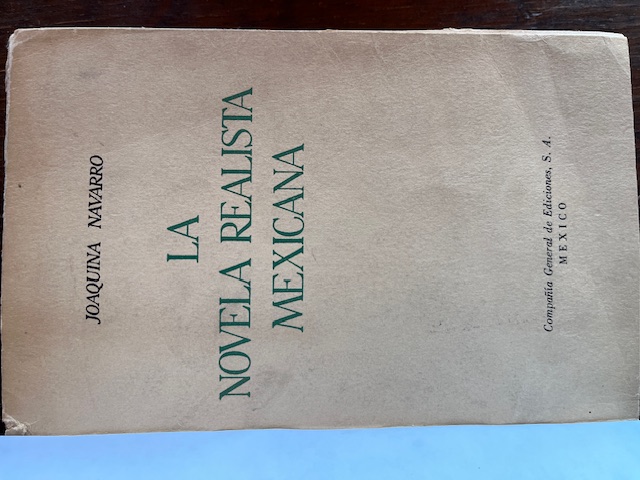 JOAQUINA NAVARRO
LA
NOVELA REALISTA
MEXICANA
Compañía General de Ediciones, S. A.
MEXICO